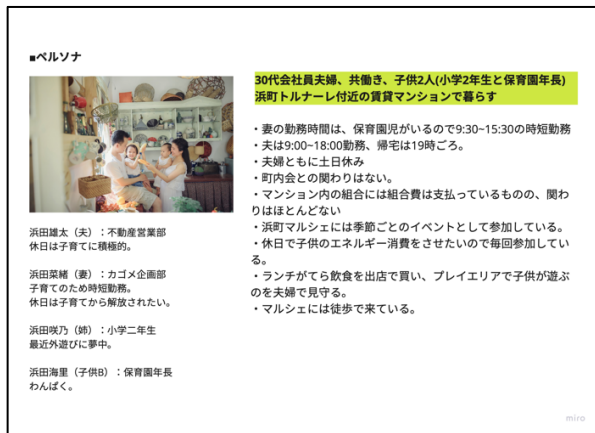 ■ペルソナ
30代会社員夫婦、共働き、子供2人(小学2年生と保育園年長)
浜町トルナーレ付近の賃貸マンションで暮らす
・妻の勤務時間は、保育園児がいるので9:30~15:30の時短勤務
・夫は9:00~18:00勤務、帰宅は19時ごろ。
・夫婦ともに土日休み
・町内会との関わりはない。
・マンション内の組合には組合費は支払っているものの、関わ
りはほとんどない
・浜町マルシェには季節ごとのイベントとして参加している。
・休日で子供のエネルギー消費をさせたいので毎回参加してい
る。
・ランチがてら飲食を出店で買い、プレイエリアで子供が遊ぶ
のを夫婦で見守る。
・マルシェには徒歩で来ている。
浜田雄太（夫）：不動産営業部
休日は子育てに積極的。
浜田菜緒（妻）：カゴメ企画部
子育てのため時短勤務。
休日は子育てから解放されたい。
浜田咲乃（姉）：小学二年生
最近外遊びに夢中。
浜田海里（子供B）：保育園年長
わんぱく。
miro